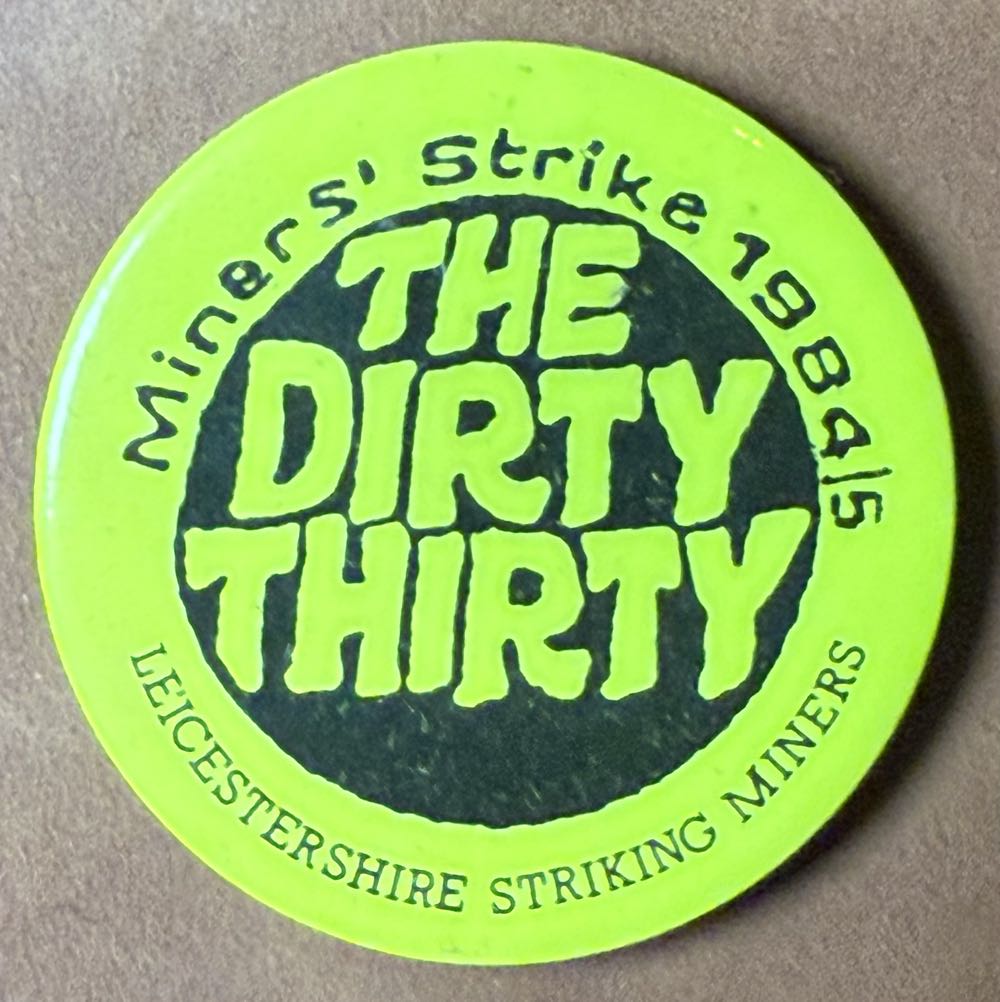 Miners' Strike 1984/5
THE
DIRTY
THIRTY
LEICESTERSHIRE STRIKING MINERS